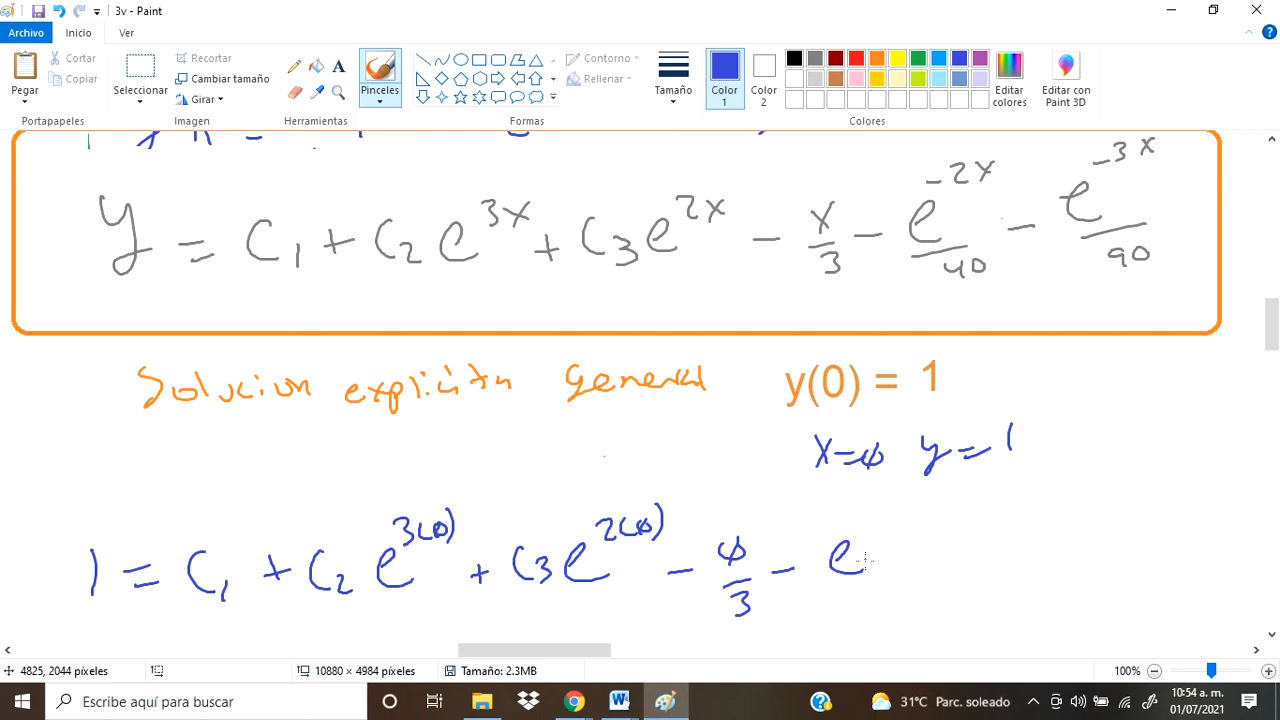 3v - Paint
Archivo Inicio Ver
Pegar Cortar Copiar Seleccionar Recortar Cambiar tamaño Girar A Pinceles Contorno Rellenar Tamaño Color 1 Color 2 Editar colores Editar con Paint 3D
Portapapeles Imagen Herramientas Formas Colores
y = C₁ + C₂e^{3x} + C₃e^{2x} - x/3 - e^{-2x}/40 - e^{-3x}/90
Solucion explicita General y(0) = 1
x=0 y=1
1 = C₁ + C₂e^{3(0)} + C₃e^{2(0)} - 0/3 - e
4825, 2044 píxeles 10880 × 4984 píxeles Tamaño: 2.3MB 100%
Escribe aquí para buscar 31°C Parc. soleado 10:54 a. m.
01/07/2021